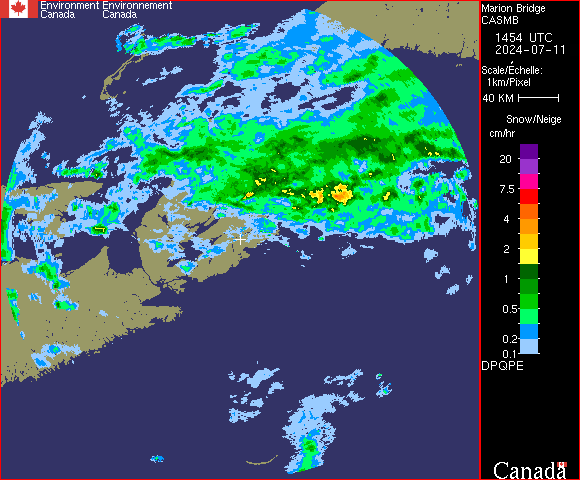 Environment Environnement
Canada Canada
Marion Bridge
CASMB
1454 UTC
2024-07-11
Scale/Échelle:
1km/Pixel
40 KM
Snow/Neige
cm/hr
20
7.5
4
2
1
0.5
0.2
0.1
DPQPE
Canada